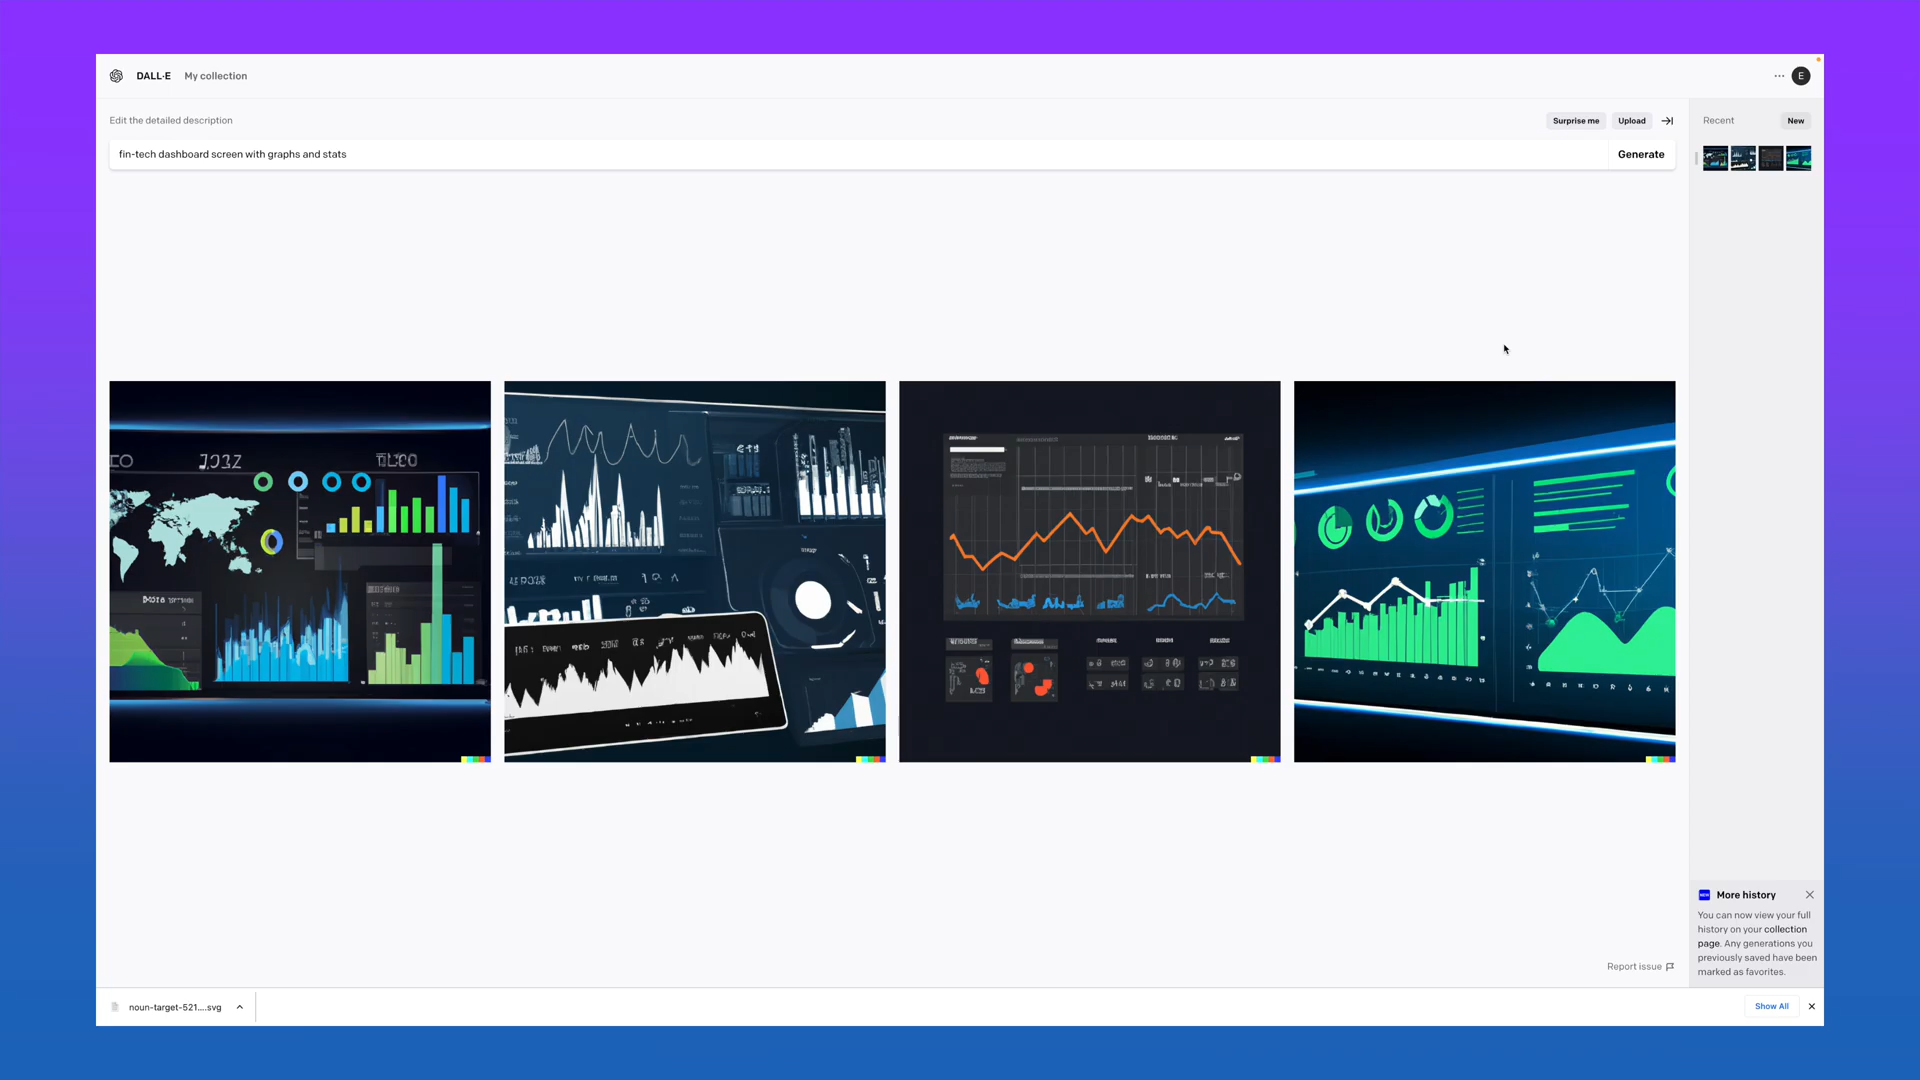 DALL·E
My collection
E
Edit the detailed description
Surprise me
Upload
Recent
New
fin-tech dashboard screen with graphs and stats
Generate
More history
You can now view your full
history on your collection
page. Any generations you
previously saved have been
marked as favorites.
Report issue
noun-target-521....svg
Show All